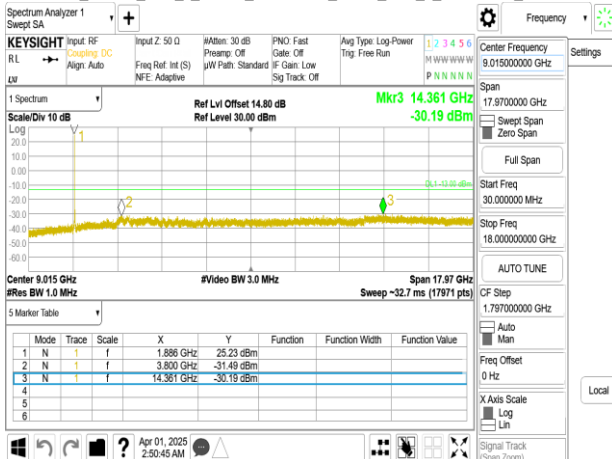 Spectrum Analyzer 1
Swept SA
+
Frequency
KEYSIGHT
RL
Input: RF
Coupling: DC
Align: Auto
Input Z: 50 Ω
Freq Ref: Int (S)
NFE: Adaptive
#Atten: 30 dB
Preamp: Off
µW Path: Standard
PNO: Fast
Gate: Off
IF Gain: Low
Sig Track: Off
Avg Type: Log-Power
Trig: Free Run
1 2 3 4 5 6
M W W W W W
P N N N N N
1 Spectrum
Scale/Div 10 dB
Ref Lvl Offset 14.80 dB
Ref Level 30.00 dBm
Mkr3 14.361 GHz
-30.19 dBm
Log
20.0
10.0
0.00
-10.0
-20.0
-30.0
-40.0
-50.0
-60.0
1
2
3
DL1 -13.00 dBm
Center 9.015 GHz
#Res BW 1.0 MHz
#Video BW 3.0 MHz
Span 17.97 GHz
Sweep ~32.7 ms (17971 pts)
5 Marker Table
Mode Trace Scale X Y Function Function Width Function Value
1 N 1 f 1.886 GHz 25.23 dBm
2 N 1 f 3.800 GHz -31.49 dBm
3 N 1 f 14.361 GHz -30.19 dBm
4
5
6
?
Apr 01, 2025
2:50:45 AM
Center Frequency
9.015000000 GHz
Span
17.9700000 GHz
Swept Span
Zero Span
Full Span
Start Freq
30.000000 MHz
Stop Freq
18.000000000 GHz
AUTO TUNE
CF Step
1.797000000 GHz
Auto
Man
Freq Offset
0 Hz
X Axis Scale
Log
Lin
Signal Track
(Span Zoom)
Settings
Local